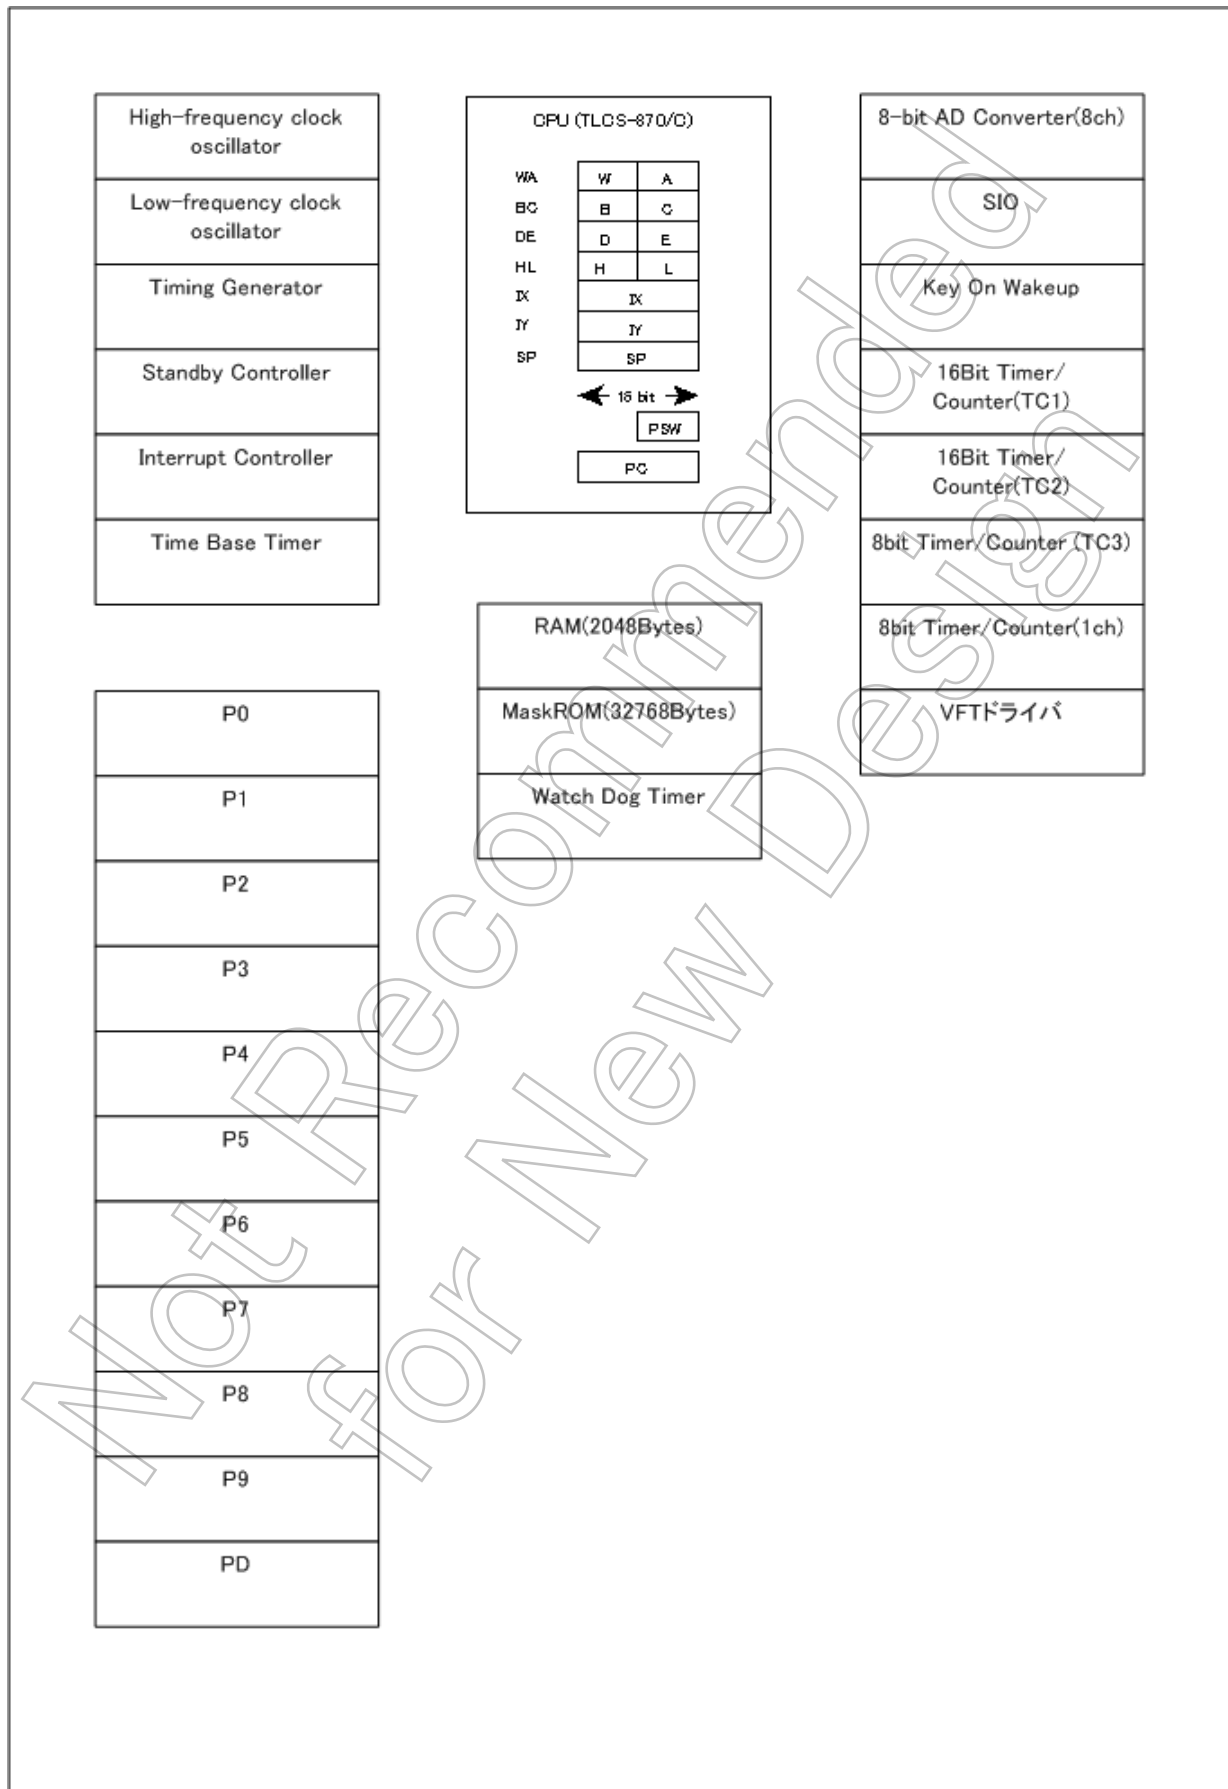 High-frequency clock
oscillator
Low-frequency clock
oscillator
Timing Generator
Standby Controller
Interrupt Controller
Time Base Timer
P0
P1
P2
P3
P4
P5
P6
P7
P8
P9
PD
CPU (TLCS-870/C)
WA W A
BC B C
DE D E
HL H L
IX IX
IY IY
SP SP
16 bit
PSW
PC
RAM(2048Bytes)
MaskROM(32768Bytes)
Watch Dog Timer
8-bit AD Converter(8ch)
SIO
Key On Wakeup
16Bit Timer/
Counter(TC1)
16Bit Timer/
Counter(TC2)
8bit Timer/Counter (TC3)
8bit Timer/Counter(1ch)
VFTドライバ
Not Recommended
for New Design